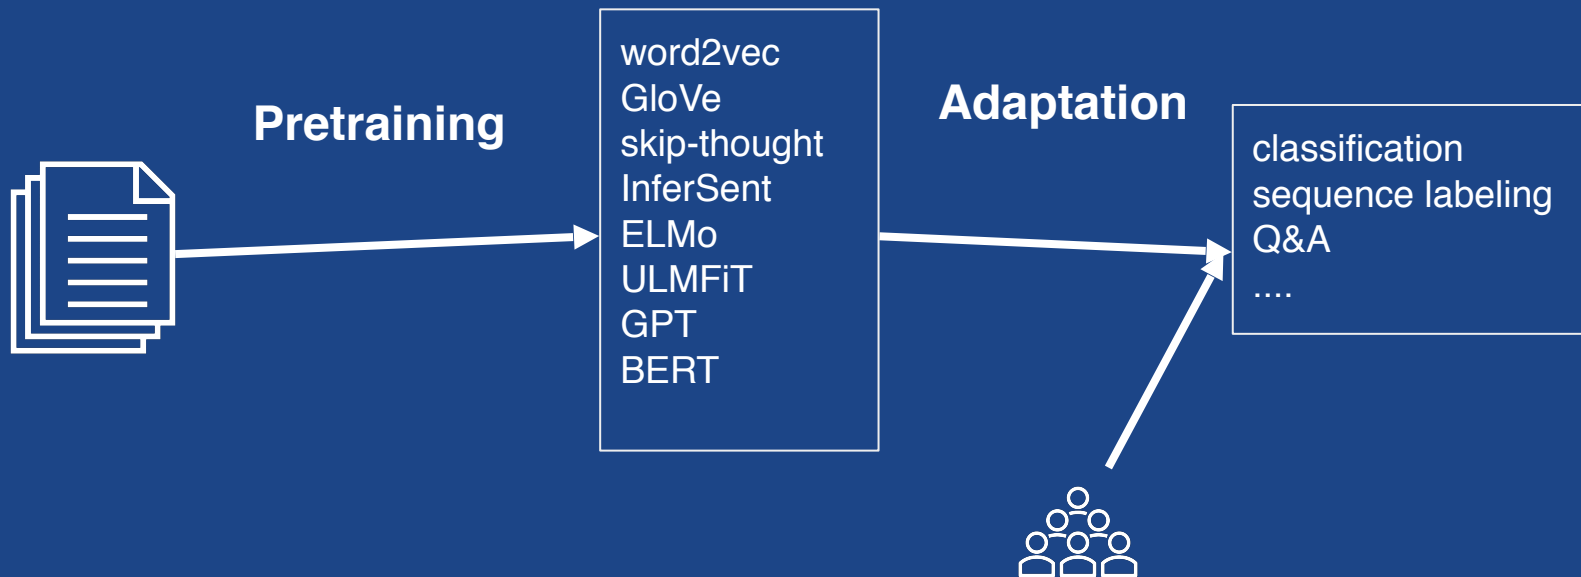 Pretraining
word2vec
GloVe
skip-thought
InferSent
ELMo
ULMFiT
GPT
BERT
Adaptation
classification
sequence labeling
Q&A
....